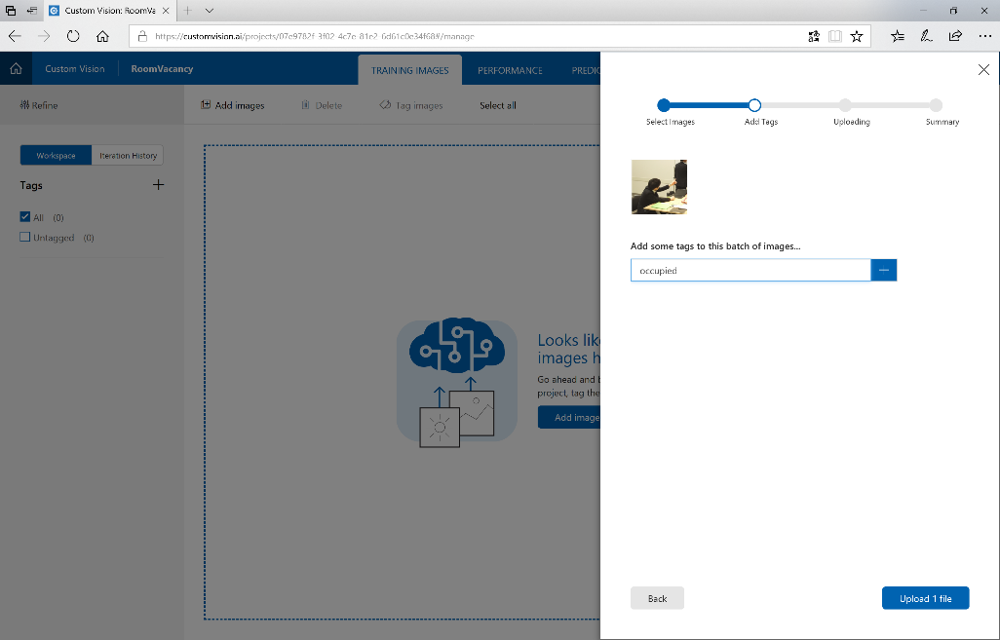 Custom Vision: RoomVa
https://customvision.ai/projects/07e9782f-3f02-4c7e-81e2-6d61c0e34f68#/manage
Custom Vision
RoomVacancy
TRAINING IMAGES
PERFORMANCE
PREDIC
Refine
Add images
Delete
Tag images
Select all
Workspace
Iteration History
Tags
All (0)
Untagged (0)
Looks lik
images h
Go ahead and b
project, tag the
Add image
Select Images
Add Tags
Uploading
Summary
Add some tags to this batch of images...
occupied
Back
Upload 1 file